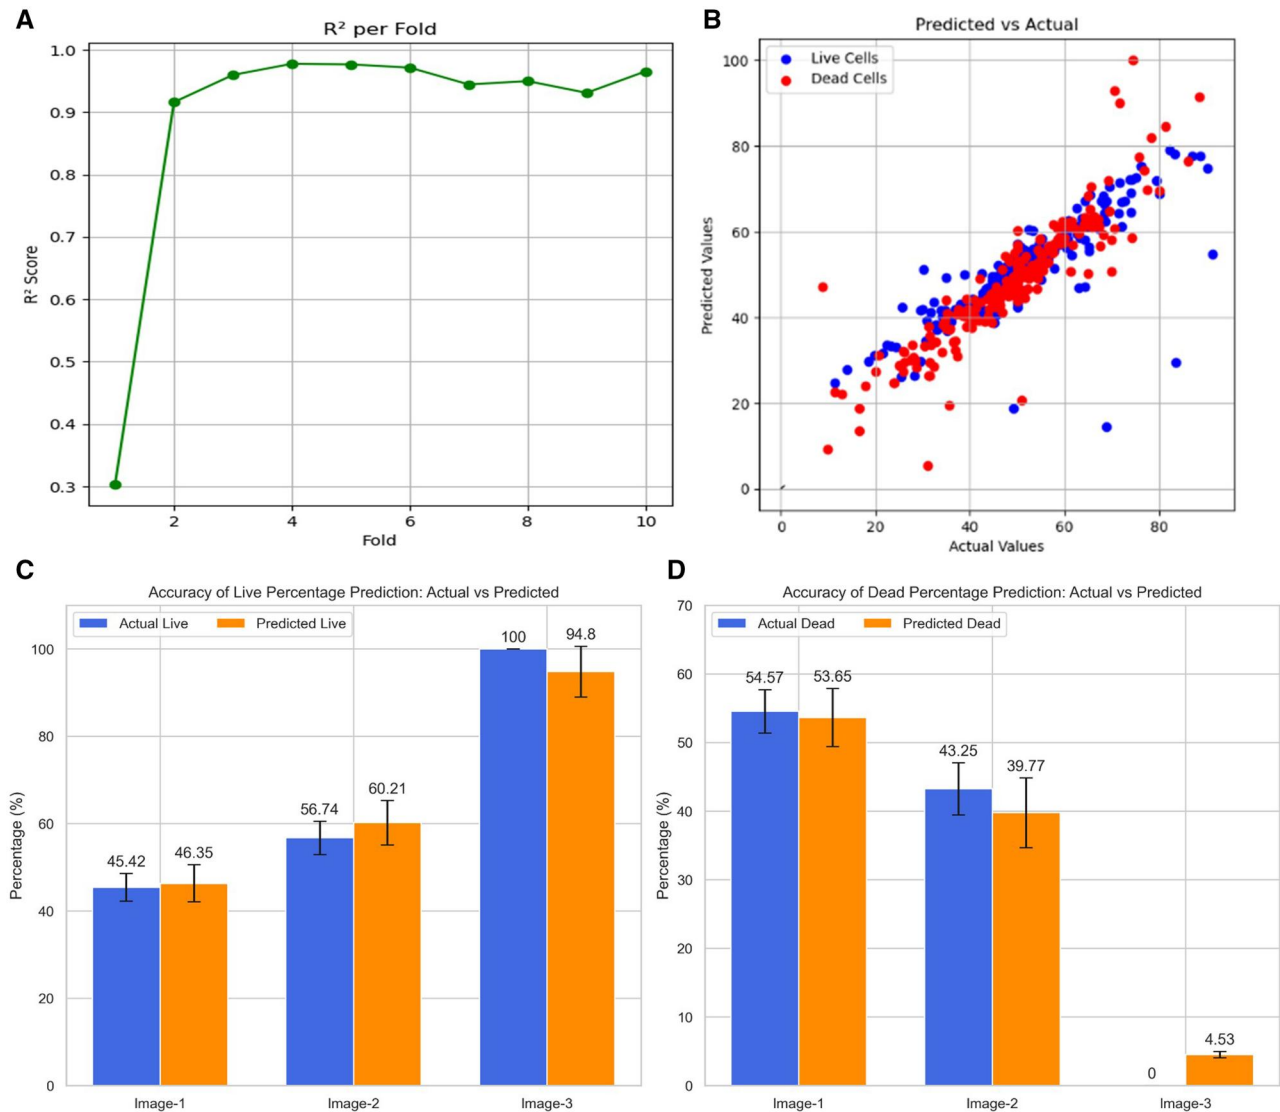 A
R² per Fold
1.0
0.9
0.8
0.7
0.6
0.5
0.4
0.3
R² Score
2 4 6 8 10
Fold
B
Predicted vs Actual
Live Cells
Dead Cells
100
80
60
40
20
0
Predicted Values
0 20 40 60 80
Actual Values
C
Accuracy of Live Percentage Prediction: Actual vs Predicted
Actual Live Predicted Live
100
80
60
40
20
0
Percentage (%)
45.42 46.35
56.74 60.21
100 94.8
Image-1 Image-2 Image-3
D
Accuracy of Dead Percentage Prediction: Actual vs Predicted
Actual Dead Predicted Dead
70
60
50
40
30
20
10
0
Percentage (%)
54.57 53.65
43.25 39.77
0 4.53
Image-1 Image-2 Image-3